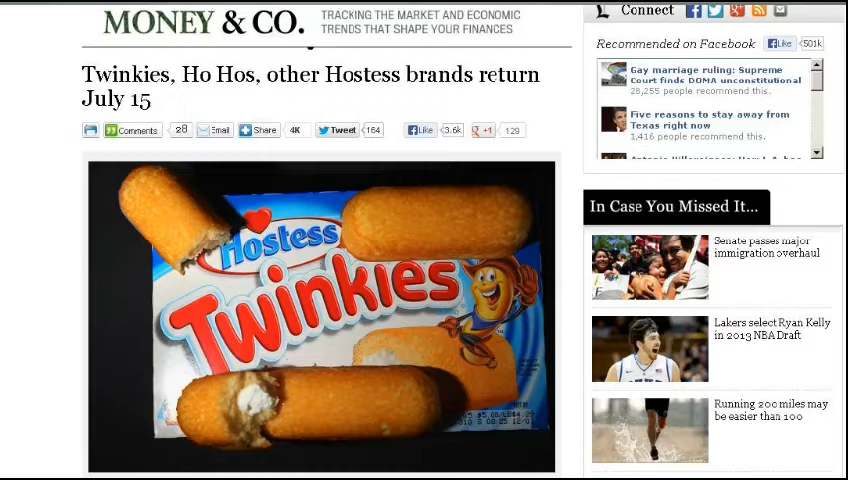 MONEY & CO.
TRACKING THE MARKET AND ECONOMIC
TRENDS THAT SHAPE YOUR FINANCES
Twinkies, Ho Hos, other Hostess brands return
July 15
Comments 28 Email Share 4K Tweet 164 Like 3.6k +1 129
Hostess
Twinkies
Connect
Recommended on Facebook Like 501k
Gay marriage ruling: Supreme
Court finds DOMA unconstitutional
28,255 people recommend this.
Five reasons to stay away from
Texas right now
1,416 people recommend this.
In Case You Missed It...
Senate passes major
immigration overhaul
Lakers select Ryan Kelly
in 2013 NBA Draft
Running 200 miles may
be easier than 100